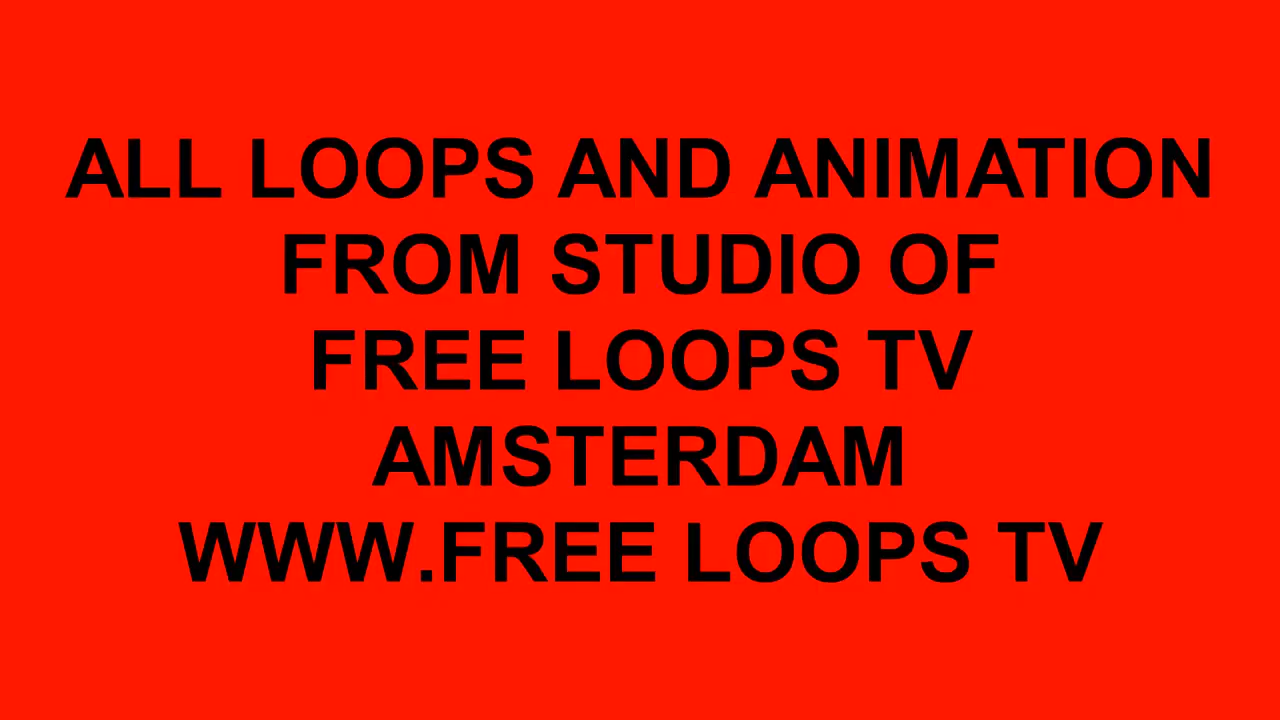 ALL LOOPS AND ANIMATION
FROM STUDIO OF
FREE LOOPS TV
AMSTERDAM
WWW.FREE LOOPS TV